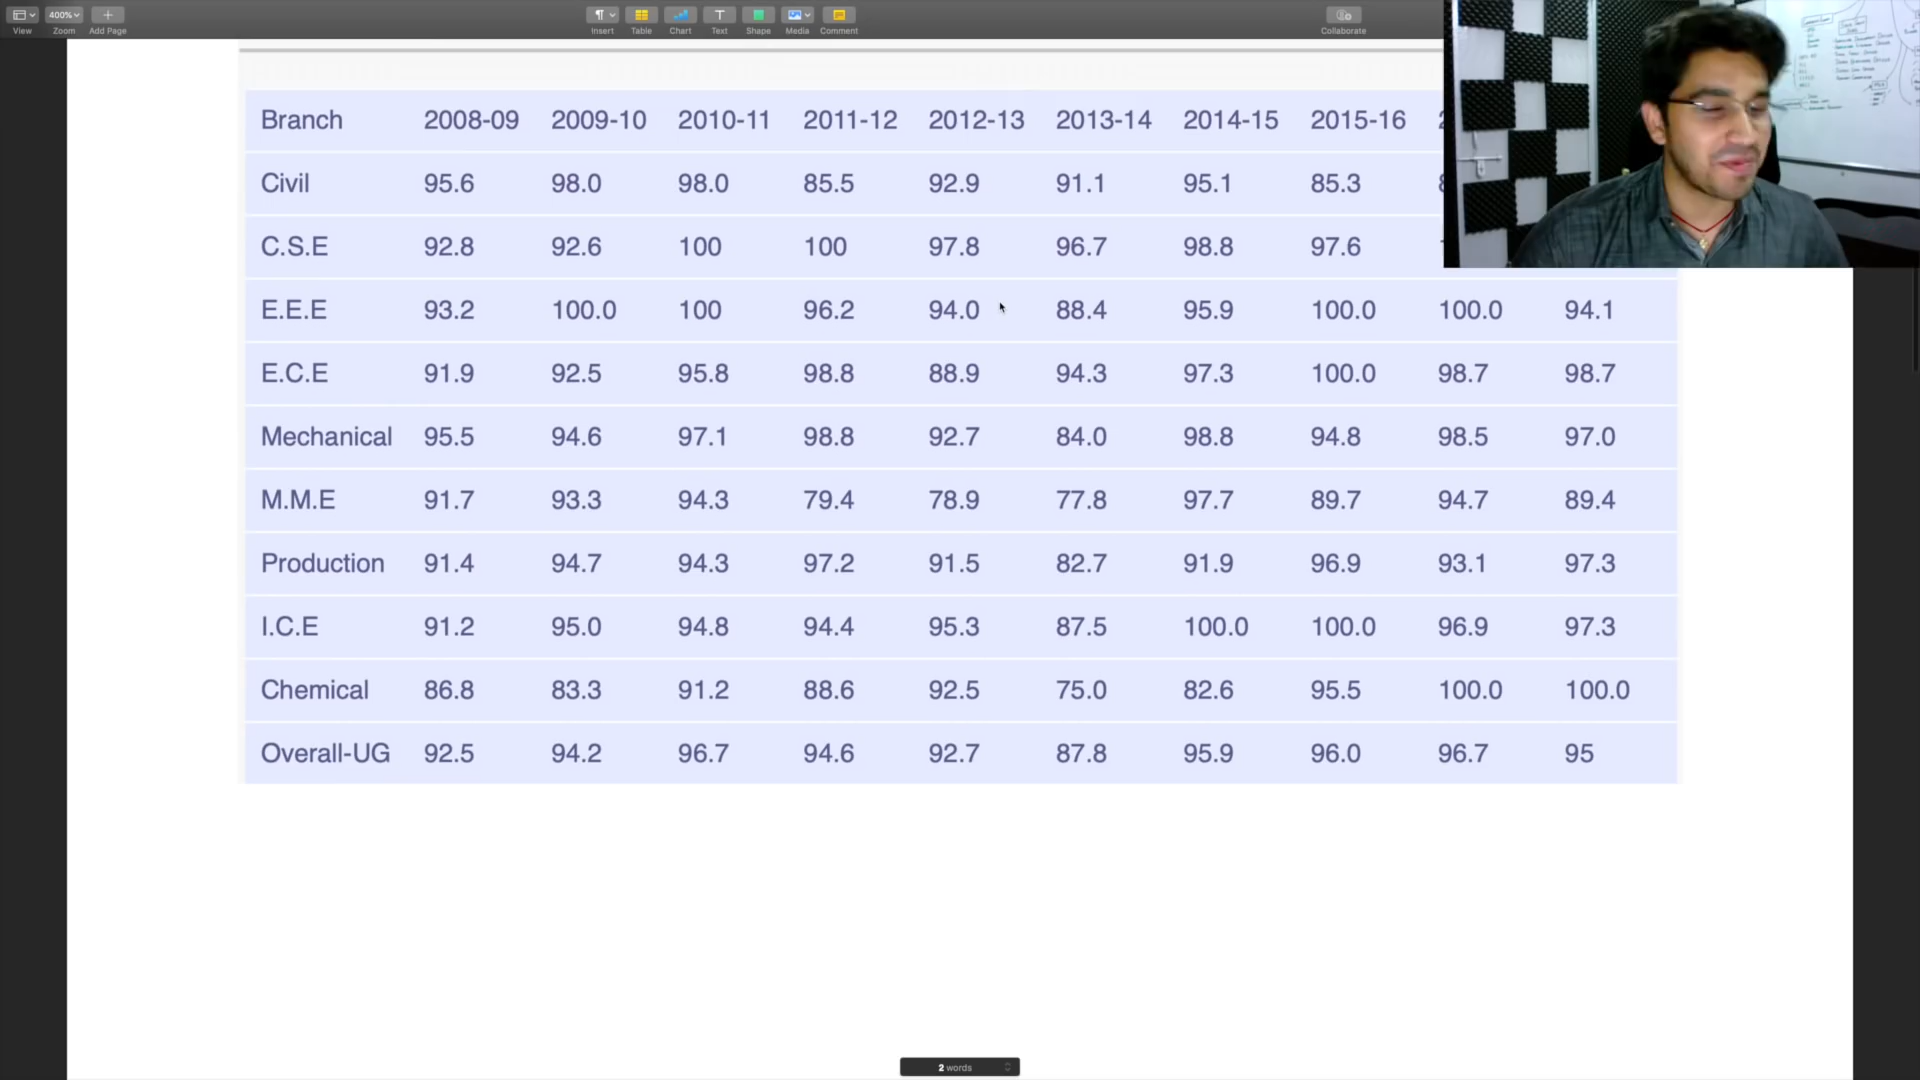 400%
View Zoom Add Page Insert Table Chart Text Shape Media Comment Collaborate
Branch 2008-09 2009-10 2010-11 2011-12 2012-13 2013-14 2014-15 2015-16
Civil 95.6 98.0 98.0 85.5 92.9 91.1 95.1 85.3
C.S.E 92.8 92.6 100 100 97.8 96.7 98.8 97.6
E.E.E 93.2 100.0 100 96.2 94.0 88.4 95.9 100.0 100.0 94.1
E.C.E 91.9 92.5 95.8 98.8 88.9 94.3 97.3 100.0 98.7 98.7
Mechanical 95.5 94.6 97.1 98.8 92.7 84.0 98.8 94.8 98.5 97.0
M.M.E 91.7 93.3 94.3 79.4 78.9 77.8 97.7 89.7 94.7 89.4
Production 91.4 94.7 94.3 97.2 91.5 82.7 91.9 96.9 93.1 97.3
I.C.E 91.2 95.0 94.8 94.4 95.3 87.5 100.0 100.0 96.9 97.3
Chemical 86.8 83.3 91.2 88.6 92.5 75.0 82.6 95.5 100.0 100.0
Overall-UG 92.5 94.2 96.7 94.6 92.7 87.8 95.9 96.0 96.7 95
2 words